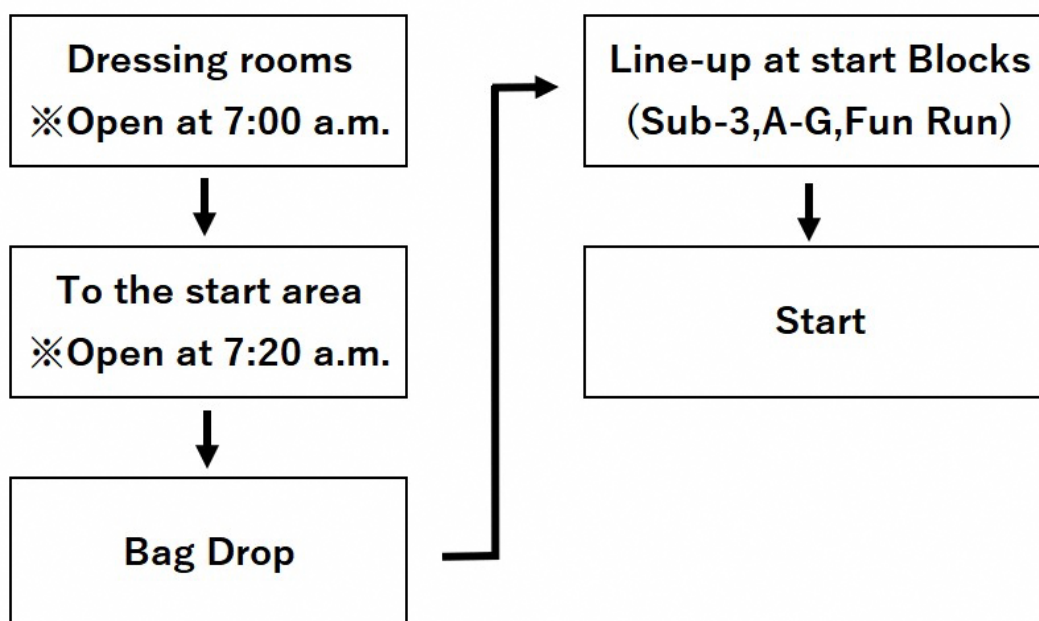 Dressing rooms
※Open at 7:00 a.m.
To the start area
※Open at 7:20 a.m.
Bag Drop
Line-up at start Blocks
(Sub-3,A-G,Fun Run)
Start